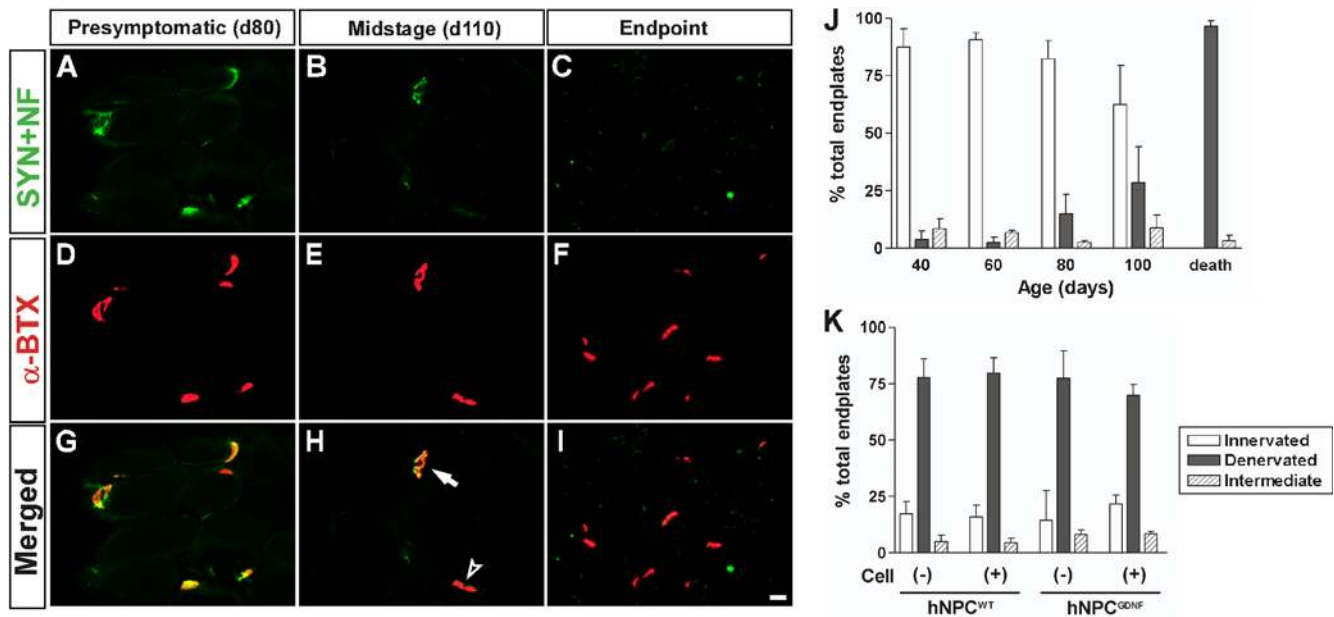 Presymptomatic (d80)
Midstage (d110)
Endpoint
SYN+NF
A
B
C
α-BTX
D
E
F
Merged
G
H
I
J
% total endplates
100
75
50
25
0
40
60
80
100
death
Age (days)
K
% total endplates
100
75
50
25
0
Cell
(-)
(+)
(-)
(+)
hNPCWT
hNPCGDNF
Innervated
Denervated
Intermediate